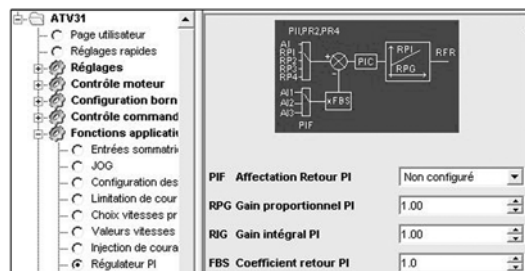 ATV31
Page utilisateur
Réglages rapides
Réglages
Contrôle moteur
Configuration born
Contrôle command
Fonctions applicati
Entrées sommatri
JOG
Configuration des
Limitation de cour
Choix vitesses pr
Valeurs vitesses
Injection de coura
Régulateur PI
PII,PR2,PR4
AI
RPI
RP2
RP3
RP4
PIC
RPI
RPG
RFR
AI1
AI2
AI3
xFBS
PIF
PIF Affectation Retour PI Non configuré
RPG Gain proportionnel PI 1.00
RIG Gain intégral PI 1.00
FBS Coefficient retour PI 1.0